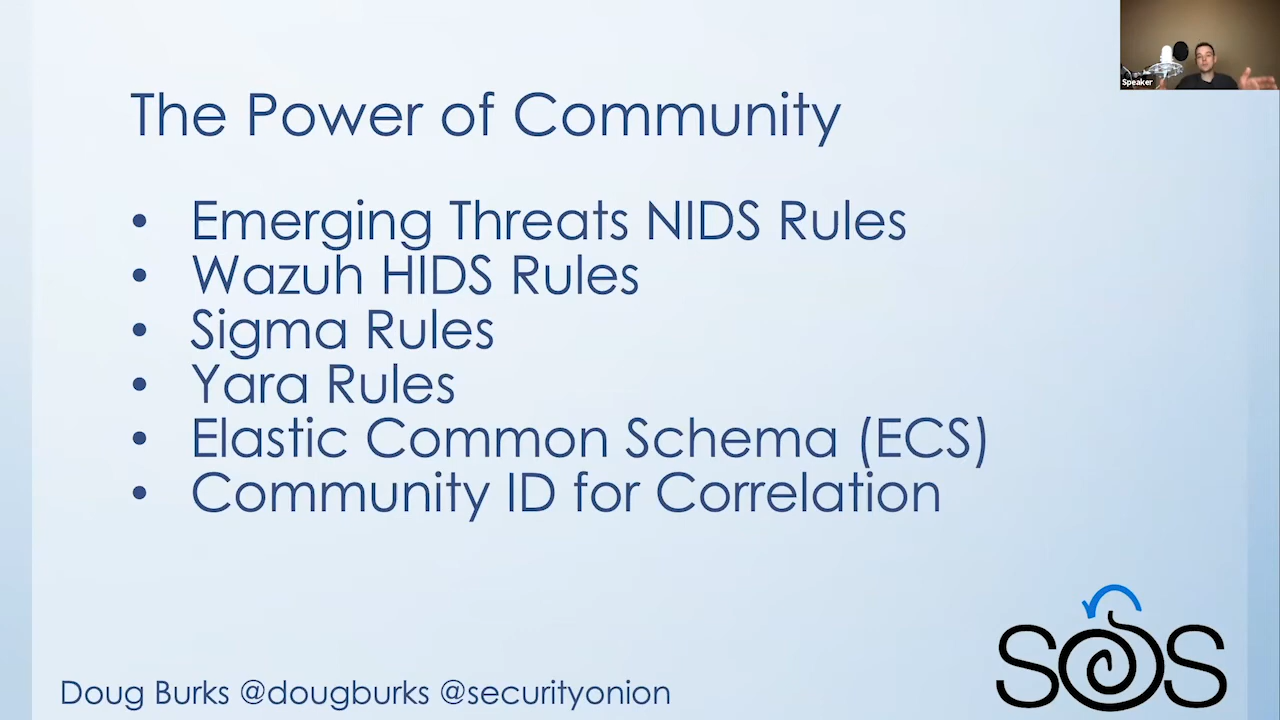 Speaker
The Power of Community
• Emerging Threats NIDS Rules
• Wazuh HIDS Rules
• Sigma Rules
• Yara Rules
• Elastic Common Schema (ECS)
• Community ID for Correlation
Doug Burks @dougburks @securityonion
SOS